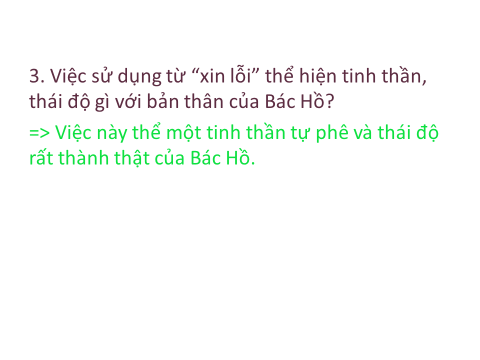 3. Việc sử dụng từ “xin lỗi” thể hiện tinh thần,
thái độ gì với bản thân của Bác Hồ?
=> Việc này thể một tinh thần tự phê và thái độ
rất thành thật của Bác Hồ.